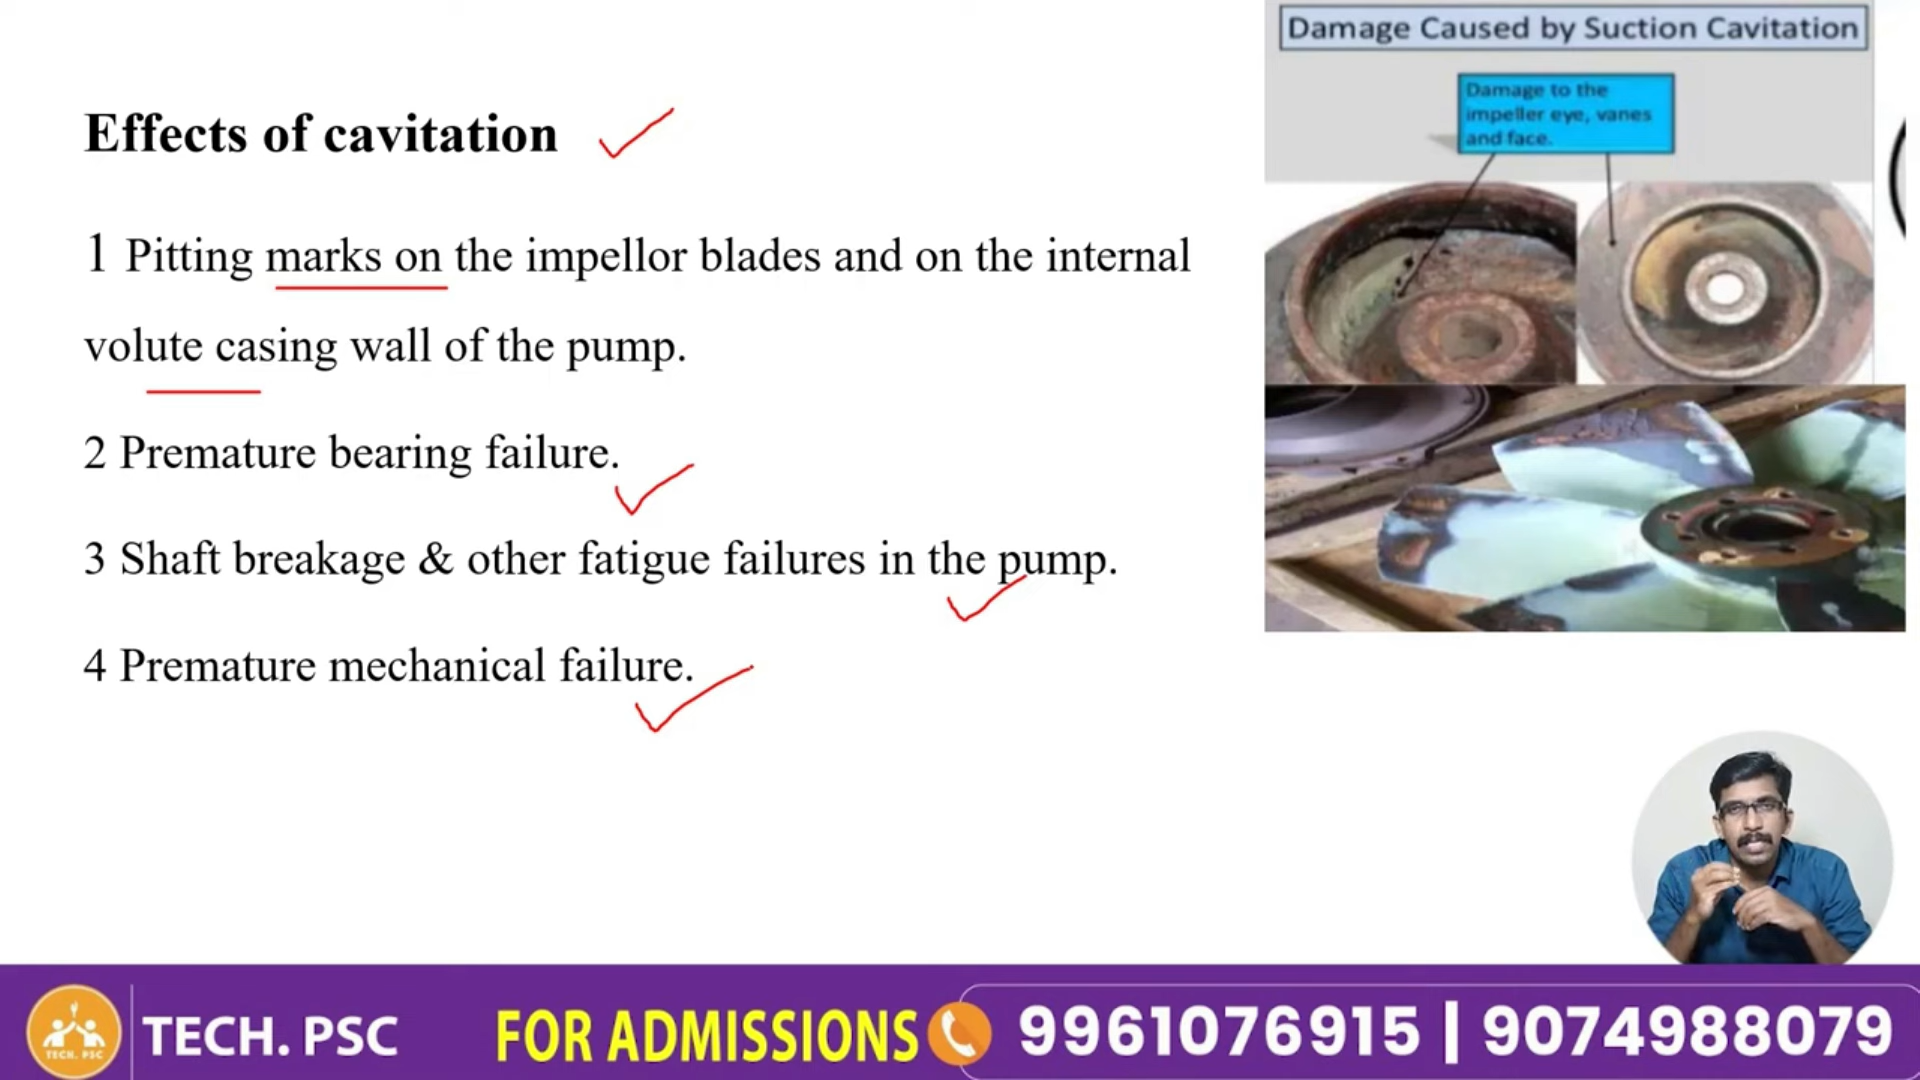 Damage Caused by Suction Cavitation
Damage to the
impeller eye, vanes
and face.
Effects of cavitation
1 Pitting marks on the impellor blades and on the internal
volute casing wall of the pump.
2 Premature bearing failure.
3 Shaft breakage & other fatigue failures in the pump.
4 Premature mechanical failure.
TECH. PSC
TECH. PSC
FOR ADMISSIONS
9961076915 | 9074988079